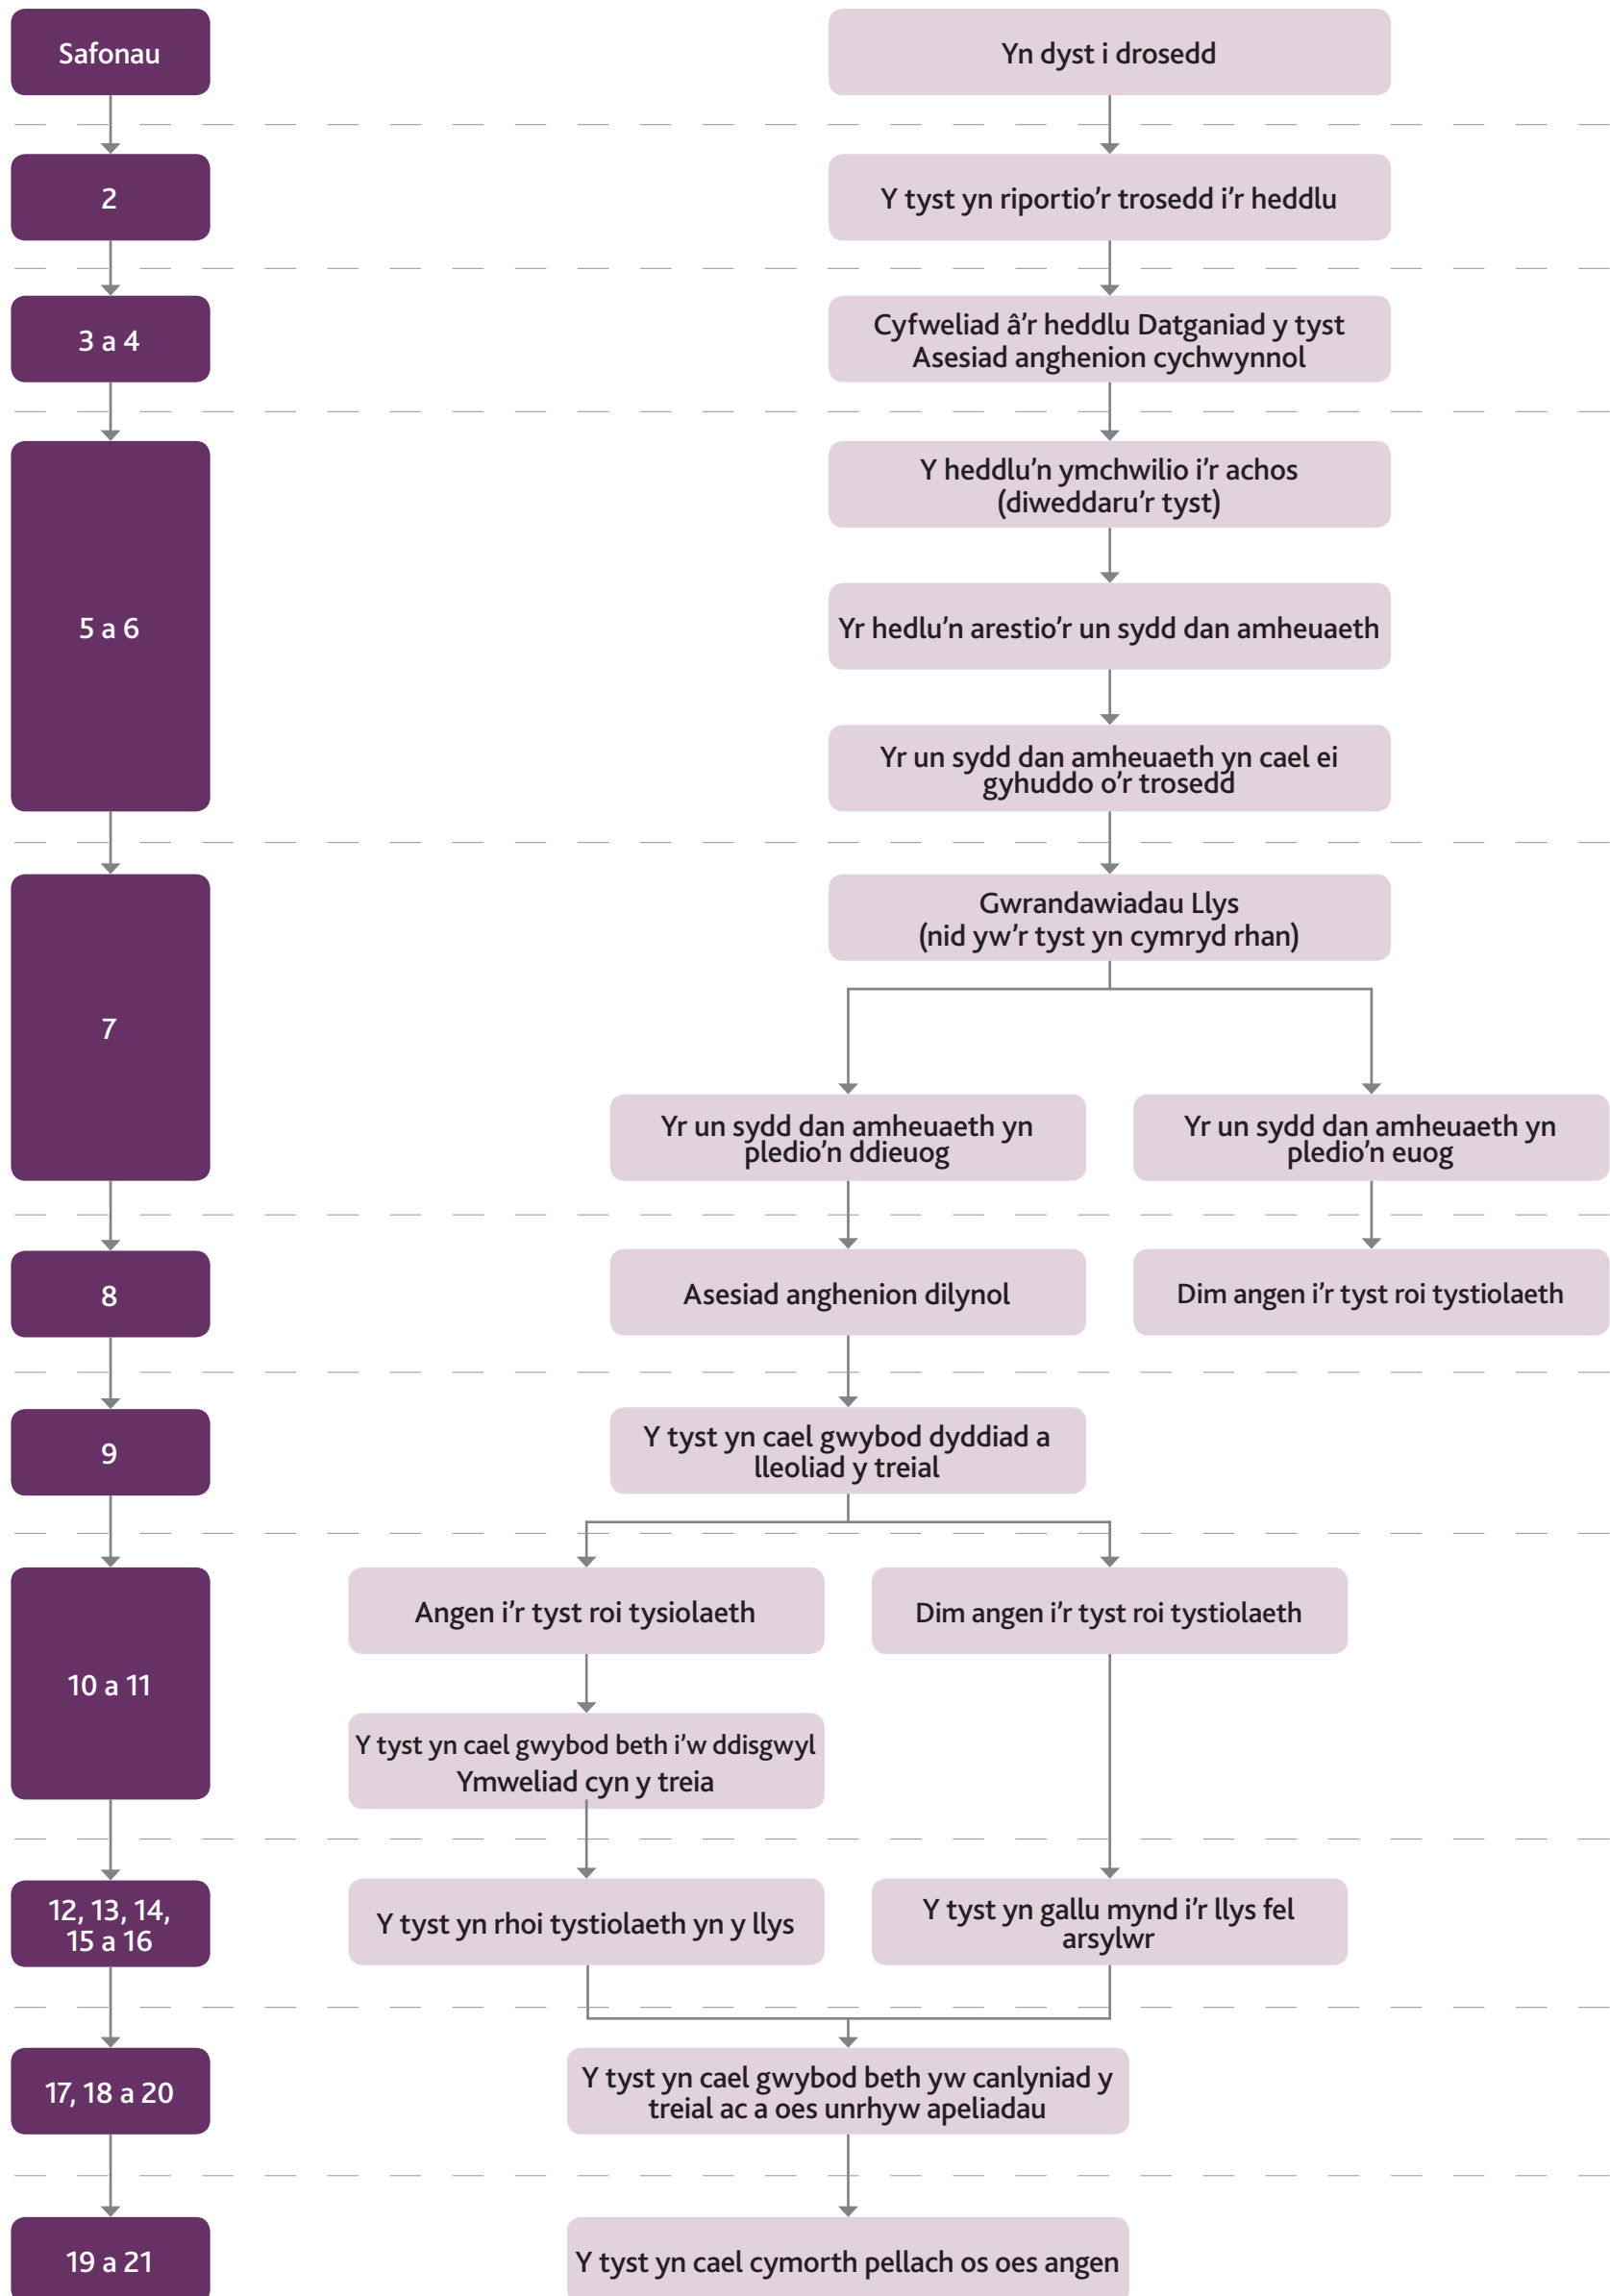 Safonau
Yn dyst i drosedd
2
Y tyst yn riportio’r trosedd i’r heddlu
3 a 4
Cyfweliad â’r heddlu Datganiad y tyst
Asesiad anghenion cychwynnol
5 a 6
Y heddlu’n ymchwilio i’r achos
(diweddaru’r tyst)
Yr hedlu’n arestio’r un sydd dan amheuaeth
Yr un sydd dan amheuaeth yn cael ei
gyhuddo o’r trosedd
7
Gwrandawiadau Llys
(nid yw’r tyst yn cymryd rhan)
Yr un sydd dan amheuaeth yn
pledio’n ddieuog
Yr un sydd dan amheuaeth yn
pledio’n euog
8
Asesiad anghenion dilynol
Dim angen i’r tyst roi tystiolaeth
9
Y tyst yn cael gwybod dyddiad a
lleoliad y treial
10 a 11
Angen i’r tyst roi tysiolaeth
Dim angen i’r tyst roi tystiolaeth
Y tyst yn cael gwybod beth i’w ddisgwyl
Ymweliad cyn y treia
12, 13, 14,
15 a 16
Y tyst yn rhoi tystiolaeth yn y llys
Y tyst yn gallu mynd i’r llys fel
arsylwr
17, 18 a 20
Y tyst yn cael gwybod beth yw canlyniad y
treial ac a oes unrhyw apeliadau
19 a 21
Y tyst yn cael cymorth pellach os oes angen